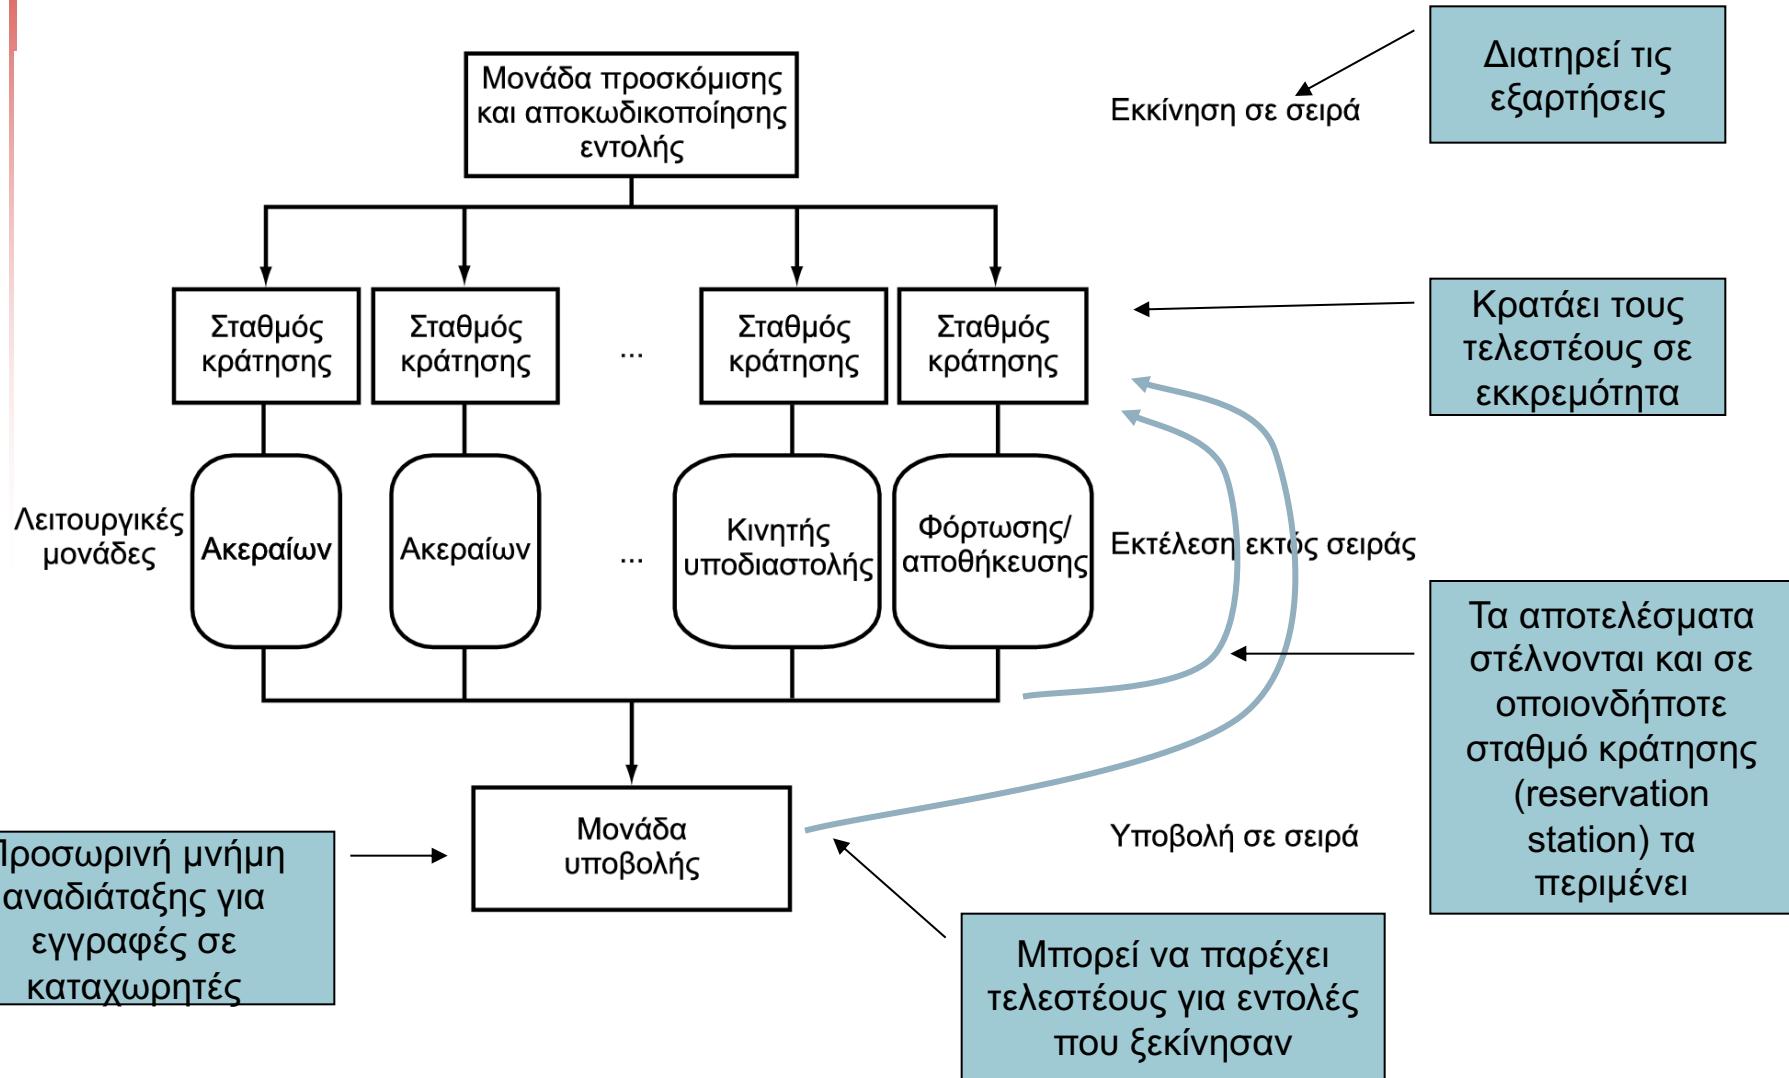 Μονάδα προσκόμισης
και αποκωδικοποίησης
εντολής
Εκκίνηση σε σειρά
Διατηρεί τις
εξαρτήσεις
Σταθμός
κράτησης
Σταθμός
κράτησης
...
Σταθμός
κράτησης
Σταθμός
κράτησης
Κρατάει τους
τελεστέους σε
εκκρεμότητα
Λειτουργικές
μονάδες
Ακεραίων
Ακεραίων
...
Κινητής
υποδιαστολής
Φόρτωσης/
αποθήκευσης
Εκτέλεση εκτός σειράς
Τα αποτελέσματα
στέλνονται και σε
οποιονδήποτε
σταθμό κράτησης
(reservation
station) τα
περιμένει
Μονάδα
υποβολής
Υποβολή σε σειρά
Προσωρινή μνήμη
αναδιάταξης για
εγγραφές σε
καταχωρητές
Μπορεί να παρέχει
τελεστέους για εντολές
που ξεκίνησαν